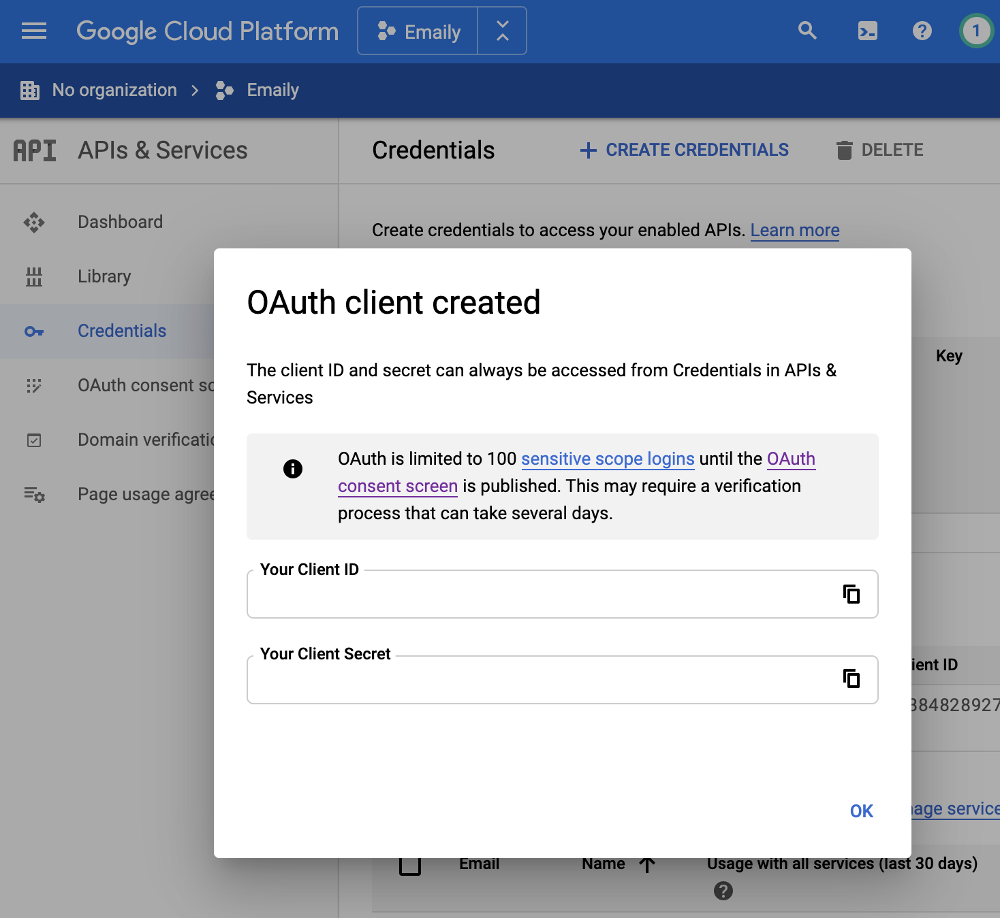 Google Cloud Platform Emaily 1
No organization Emaily
API APIs & Services
Credentials CREATE CREDENTIALS DELETE
Dashboard
Library
Credentials
OAuth consent sc
Domain verificatio
Page usage agree
Create credentials to access your enabled APIs. Learn more
OAuth client created
The client ID and secret can always be accessed from Credentials in APIs &
Services
OAuth is limited to 100 sensitive scope logins until the OAuth
consent screen is published. This may require a verification
process that can take several days.
Your Client ID
Your Client Secret
OK
Key
ient ID
384828927
nage service
Email Name Usage with all services (last 30 days)